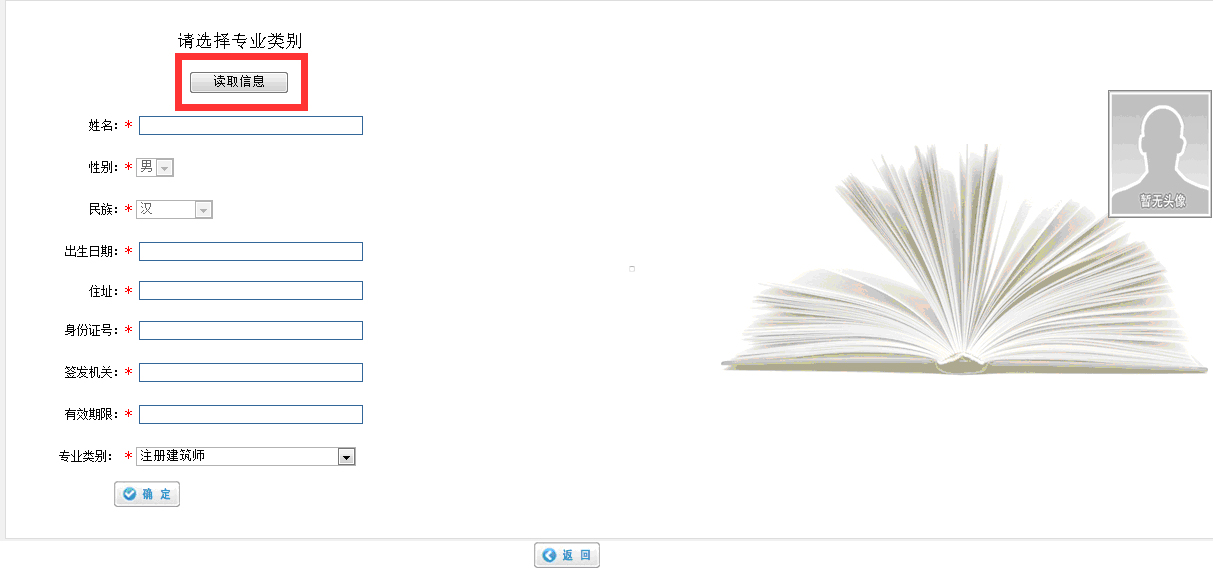 请选择专业类别
读取信息
姓名：*
性别：* 男
民族：* 汉
出生日期：*
住址：*
身份证号：*
签发机关：*
有效期限：*
专业类别： * 注册建筑师
确 定
返 回
暂无头像